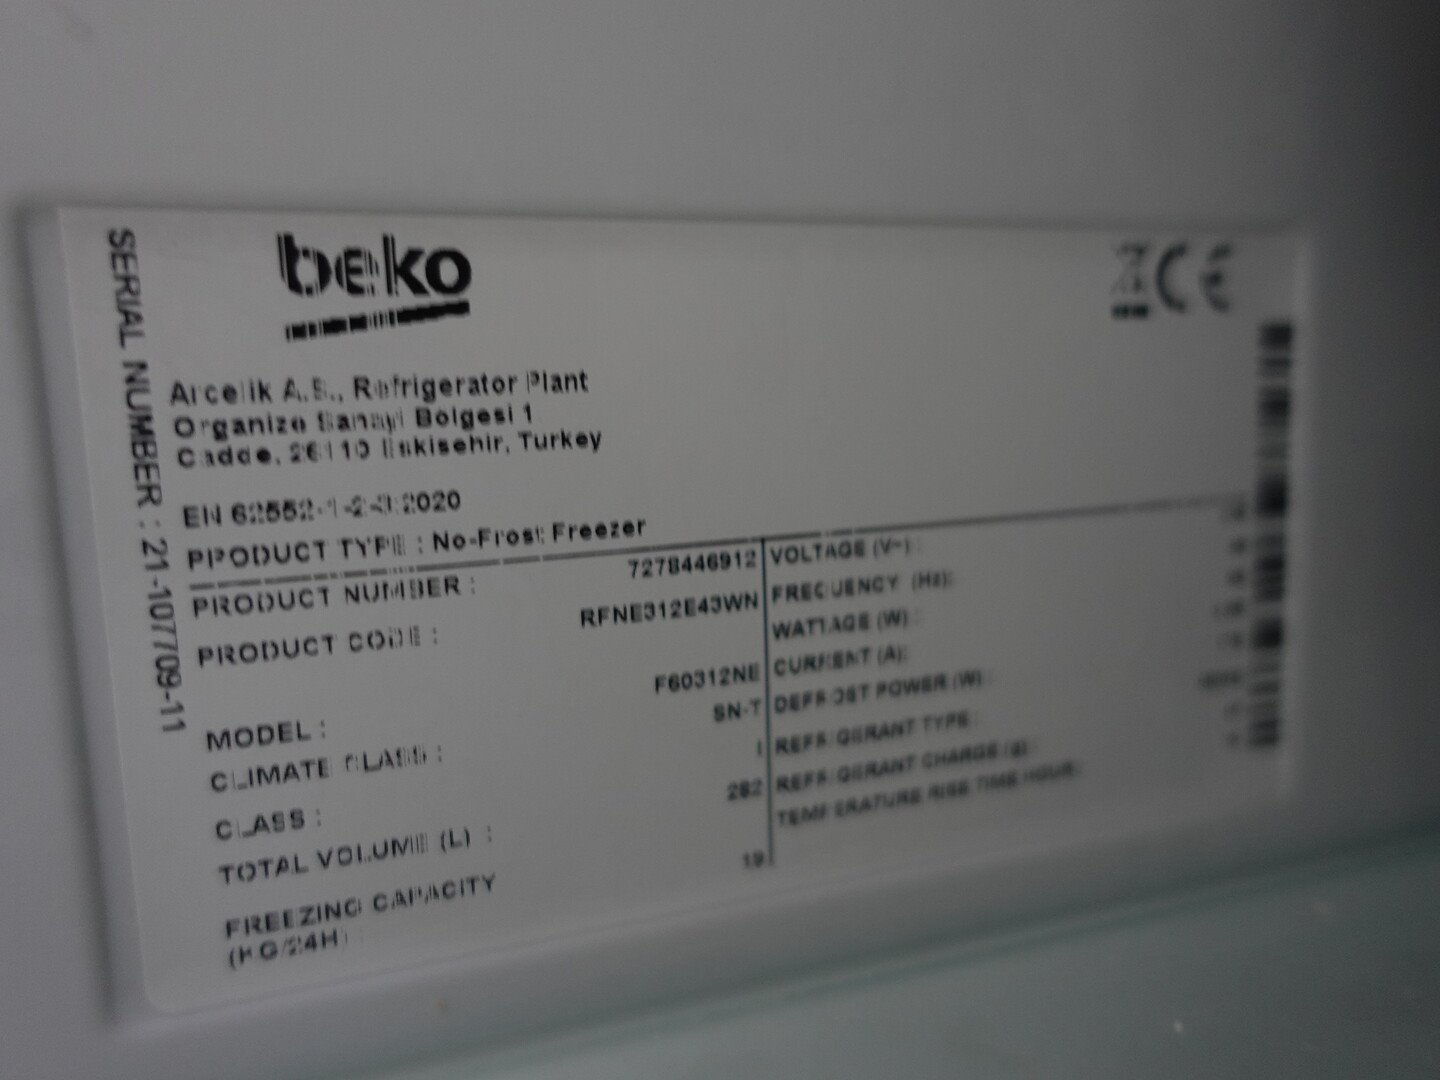 beko
SERIAL NUMBER : 21-107709-11
Arcelik A.S., Refrigerator Plant
Organize Sanayi Bolgesi 1
Cadde, 26110 Eskisehir, Turkey
EN 62552-1-2-3:2020
PRODUCT TYPE : No-Frost Freezer
PRODUCT NUMBER : 7278446912
PRODUCT CODE : RFNE312E43WN
MODEL : F60312NE
CLIMATE CLASS : SN-T
CLASS : I
TOTAL VOLUME (L) : 282
FREEZING CAPACITY
(KG/24H) 19
VOLTAGE (V~) :
FREQUENCY (Hz):
WATTAGE (W) :
CURRENT (A):
DEFROST POWER (W) :
REFRIGERANT TYPE :
REFRIGERANT CHARGE (g):
TEMPERATURE RISE TIME HOUR:
CE